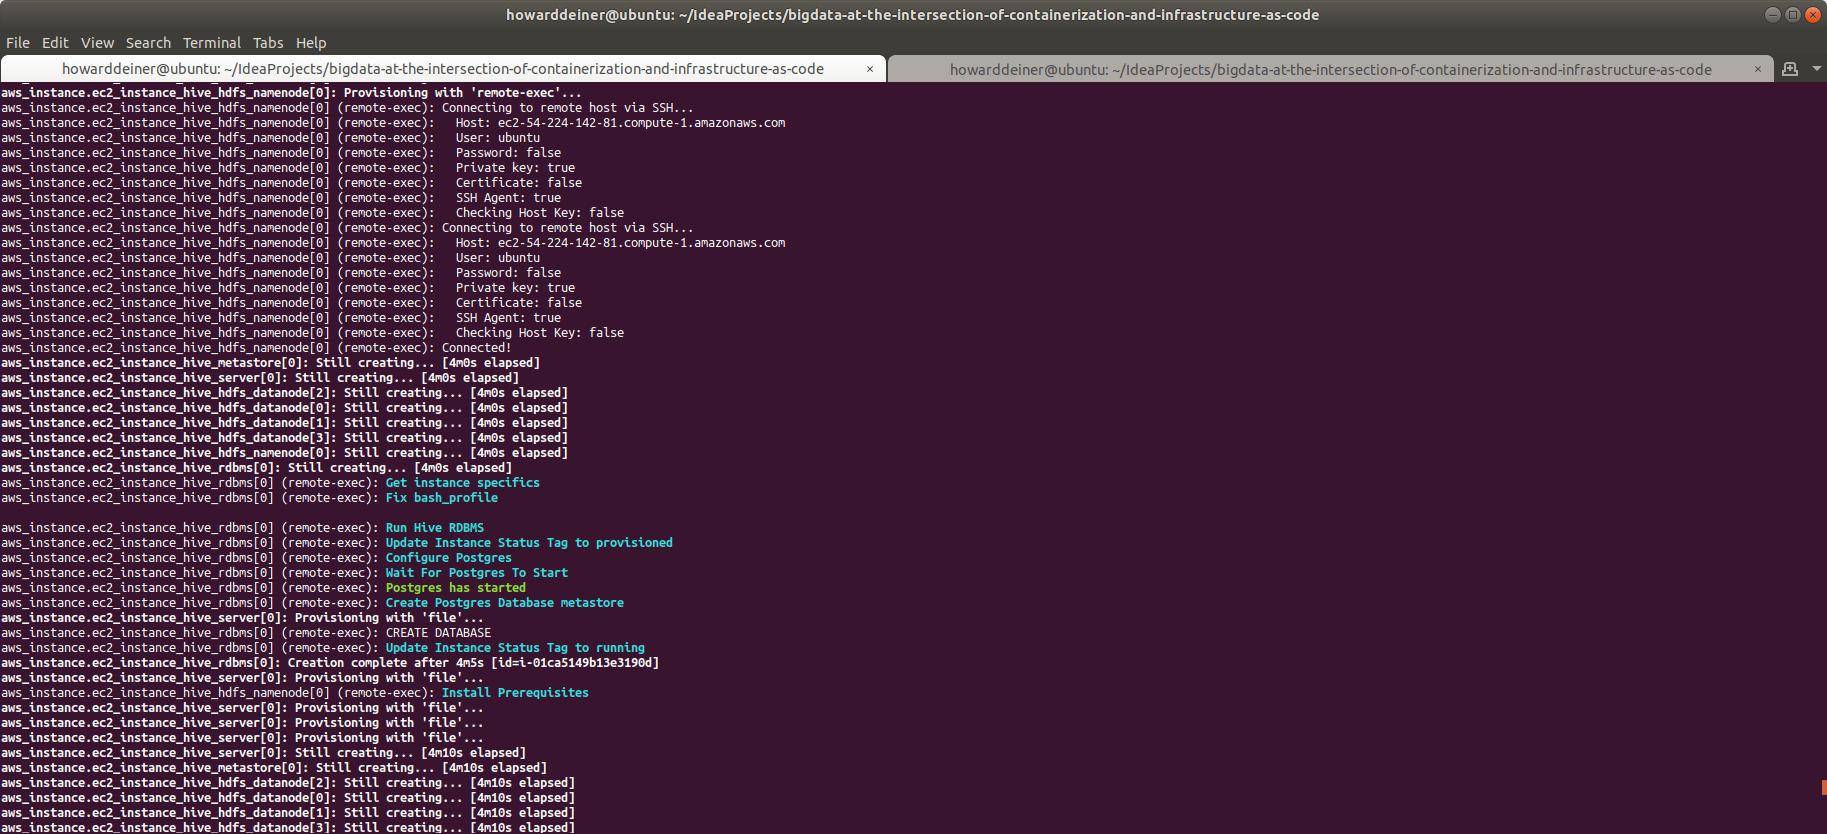 howarddeiner@ubuntu: ~/IdeaProjects/bigdata-at-the-intersection-of-containerization-and-infrastructure-as-code
File Edit View Search Terminal Tabs Help
howarddeiner@ubuntu: ~/IdeaProjects/bigdata-at-the-intersection-of-containerization-and-infrastructure-as-code × howarddeiner@ubuntu: ~/IdeaProjects/bigdata-at-the-intersection-of-containerization-and-infrastructure-as-code ×
aws_instance.ec2_instance_hive_hdfs_namenode[0]: Provisioning with 'remote-exec'...
aws_instance.ec2_instance_hive_hdfs_namenode[0] (remote-exec): Connecting to remote host via SSH...
aws_instance.ec2_instance_hive_hdfs_namenode[0] (remote-exec):   Host: ec2-54-224-142-81.compute-1.amazonaws.com
aws_instance.ec2_instance_hive_hdfs_namenode[0] (remote-exec):   User: ubuntu
aws_instance.ec2_instance_hive_hdfs_namenode[0] (remote-exec):   Password: false
aws_instance.ec2_instance_hive_hdfs_namenode[0] (remote-exec):   Private key: true
aws_instance.ec2_instance_hive_hdfs_namenode[0] (remote-exec):   Certificate: false
aws_instance.ec2_instance_hive_hdfs_namenode[0] (remote-exec):   SSH Agent: true
aws_instance.ec2_instance_hive_hdfs_namenode[0] (remote-exec):   Checking Host Key: false
aws_instance.ec2_instance_hive_hdfs_namenode[0] (remote-exec): Connecting to remote host via SSH...
aws_instance.ec2_instance_hive_hdfs_namenode[0] (remote-exec):   Host: ec2-54-224-142-81.compute-1.amazonaws.com
aws_instance.ec2_instance_hive_hdfs_namenode[0] (remote-exec):   User: ubuntu
aws_instance.ec2_instance_hive_hdfs_namenode[0] (remote-exec):   Password: false
aws_instance.ec2_instance_hive_hdfs_namenode[0] (remote-exec):   Private key: true
aws_instance.ec2_instance_hive_hdfs_namenode[0] (remote-exec):   Certificate: false
aws_instance.ec2_instance_hive_hdfs_namenode[0] (remote-exec):   SSH Agent: true
aws_instance.ec2_instance_hive_hdfs_namenode[0] (remote-exec):   Checking Host Key: false
aws_instance.ec2_instance_hive_hdfs_namenode[0] (remote-exec): Connected!
aws_instance.ec2_instance_hive_metastore[0]: Still creating... [4m0s elapsed]
aws_instance.ec2_instance_hive_server[0]: Still creating... [4m0s elapsed]
aws_instance.ec2_instance_hive_hdfs_datanode[2]: Still creating... [4m0s elapsed]
aws_instance.ec2_instance_hive_hdfs_datanode[0]: Still creating... [4m0s elapsed]
aws_instance.ec2_instance_hive_hdfs_datanode[1]: Still creating... [4m0s elapsed]
aws_instance.ec2_instance_hive_hdfs_datanode[3]: Still creating... [4m0s elapsed]
aws_instance.ec2_instance_hive_hdfs_namenode[0]: Still creating... [4m0s elapsed]
aws_instance.ec2_instance_hive_rdbms[0]: Still creating... [4m0s elapsed]
aws_instance.ec2_instance_hive_rdbms[0] (remote-exec): Get instance specifics
aws_instance.ec2_instance_hive_rdbms[0] (remote-exec): Fix bash_profile
aws_instance.ec2_instance_hive_rdbms[0] (remote-exec): Run Hive RDBMS
aws_instance.ec2_instance_hive_rdbms[0] (remote-exec): Update Instance Status Tag to provisioned
aws_instance.ec2_instance_hive_rdbms[0] (remote-exec): Configure Postgres
aws_instance.ec2_instance_hive_rdbms[0] (remote-exec): Wait For Postgres To Start
aws_instance.ec2_instance_hive_rdbms[0] (remote-exec): Postgres has started
aws_instance.ec2_instance_hive_rdbms[0] (remote-exec): Create Postgres Database metastore
aws_instance.ec2_instance_hive_server[0]: Provisioning with 'file'...
aws_instance.ec2_instance_hive_rdbms[0] (remote-exec): CREATE DATABASE
aws_instance.ec2_instance_hive_rdbms[0] (remote-exec): Update Instance Status Tag to running
aws_instance.ec2_instance_hive_rdbms[0]: Creation complete after 4m5s [id=i-01ca5149b13e3190d]
aws_instance.ec2_instance_hive_server[0]: Provisioning with 'file'...
aws_instance.ec2_instance_hive_hdfs_namenode[0] (remote-exec): Install Prerequisites
aws_instance.ec2_instance_hive_server[0]: Provisioning with 'file'...
aws_instance.ec2_instance_hive_server[0]: Provisioning with 'file'...
aws_instance.ec2_instance_hive_server[0]: Provisioning with 'file'...
aws_instance.ec2_instance_hive_server[0]: Still creating... [4m10s elapsed]
aws_instance.ec2_instance_hive_metastore[0]: Still creating... [4m10s elapsed]
aws_instance.ec2_instance_hive_hdfs_datanode[2]: Still creating... [4m10s elapsed]
aws_instance.ec2_instance_hive_hdfs_datanode[0]: Still creating... [4m10s elapsed]
aws_instance.ec2_instance_hive_hdfs_datanode[1]: Still creating... [4m10s elapsed]
aws_instance.ec2_instance_hive_hdfs_datanode[3]: Still creating... [4m10s elapsed]